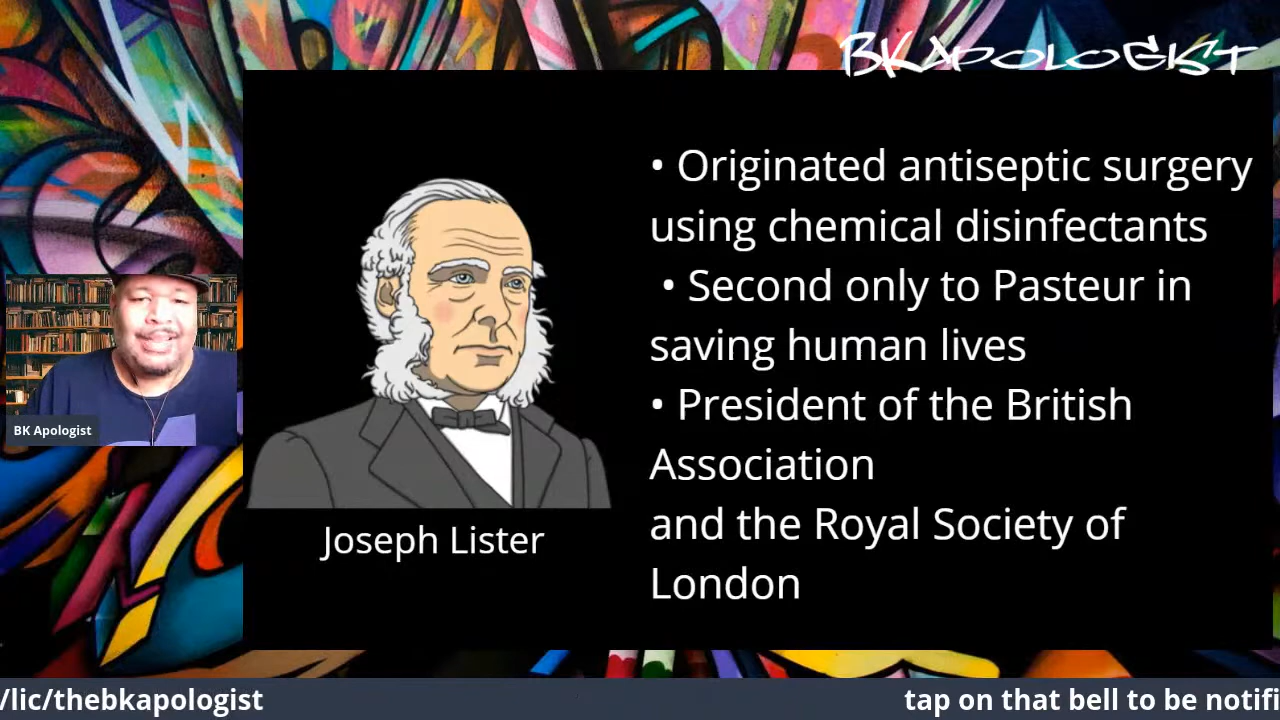 BKAPOLOGIST
• Originated antiseptic surgery
using chemical disinfectants
• Second only to Pasteur in
saving human lives
• President of the British
Association
and the Royal Society of
London
Joseph Lister
BK Apologist
/lic/thebkapologist
tap on that bell to be notifi